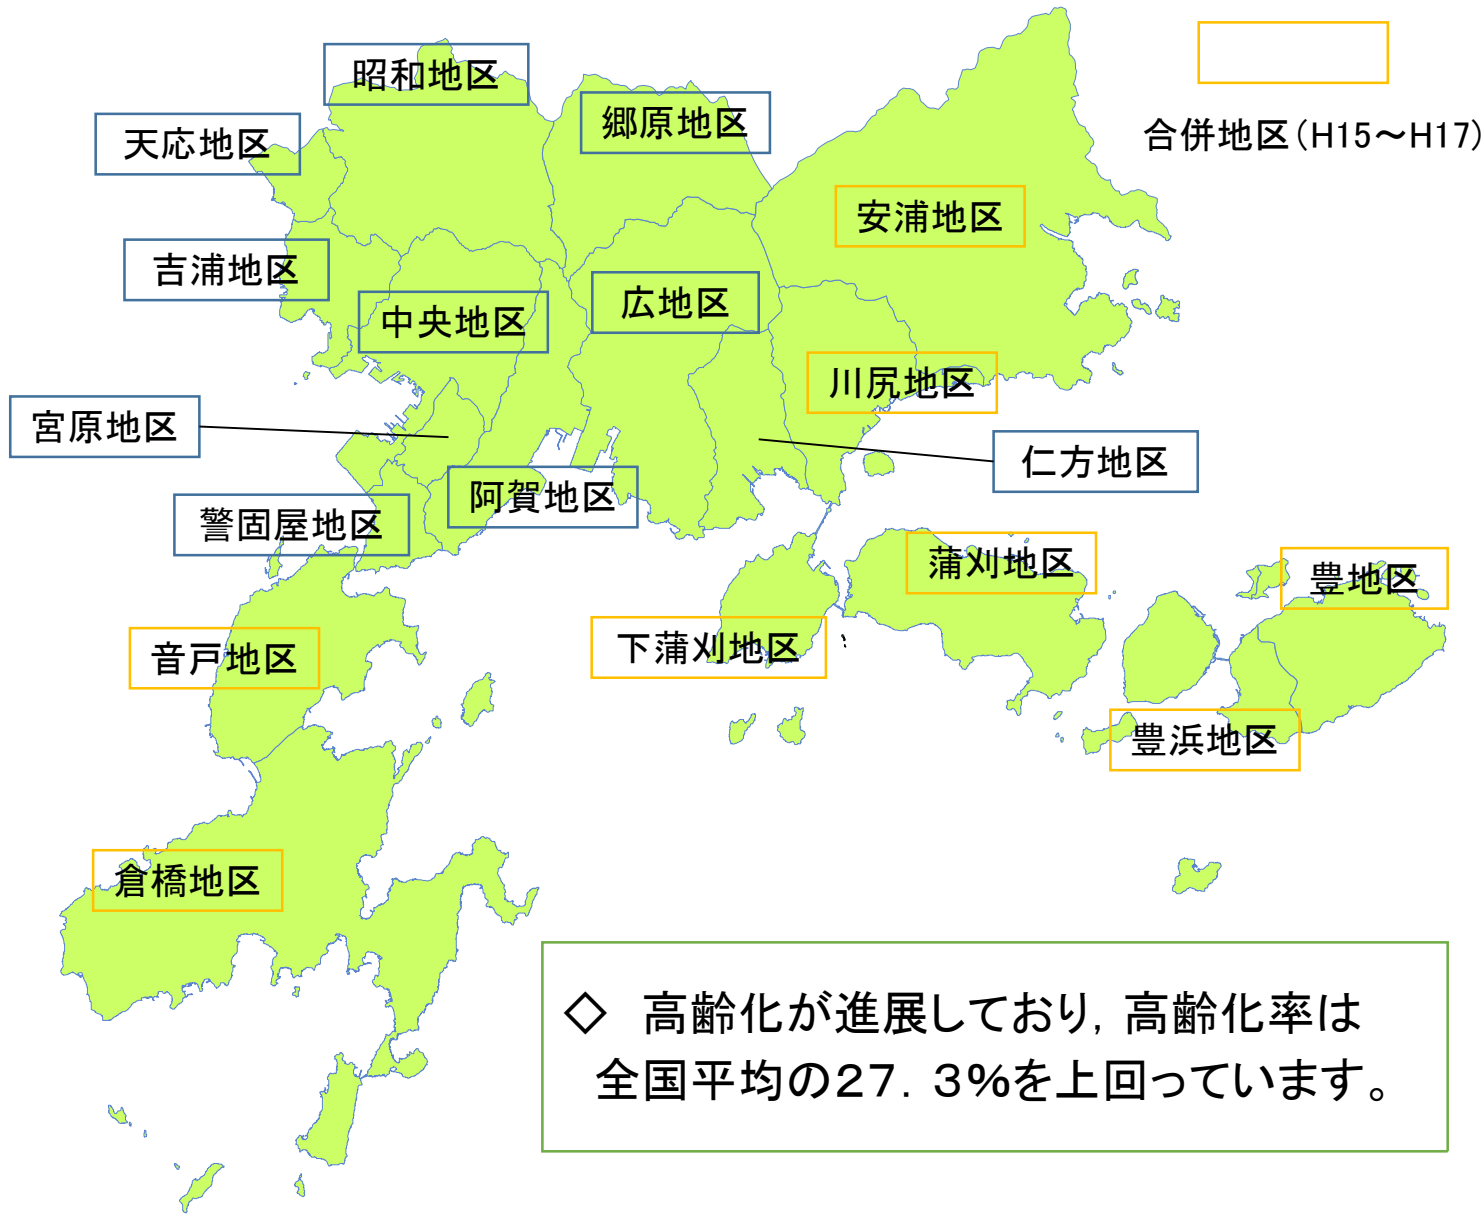 昭和地区
郷原地区
合併地区(H15～H17)
天応地区
安浦地区
吉浦地区
広地区
中央地区
川尻地区
宮原地区
仁方地区
阿賀地区
警固屋地区
蒲刈地区
豊地区
音戸地区
下蒲刈地区
豊浜地区
倉橋地区
◇ 高齢化が進展しており, 高齢化率は
全国平均の27．3%を上回っています。